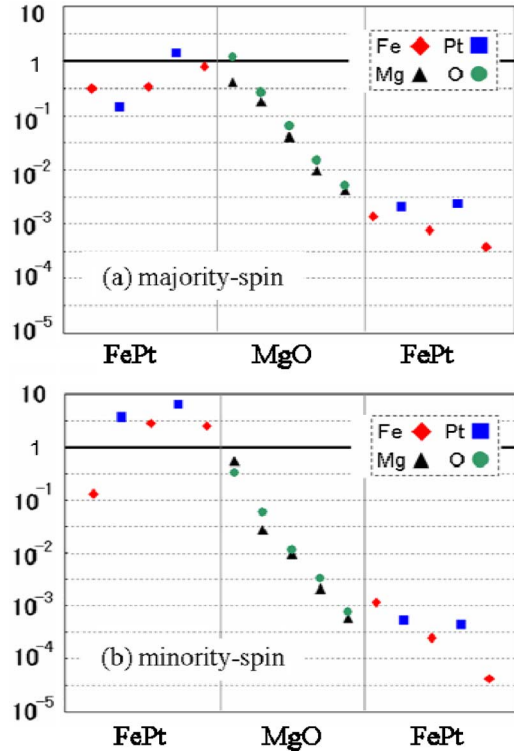 10
1
10-1
10-2
10-3
10-4
10-5
Fe Pt
Mg O
(a) majority-spin
FePt MgO FePt
10
1
10-1
10-2
10-3
10-4
10-5
Fe Pt
Mg O
(b) minority-spin
FePt MgO FePt